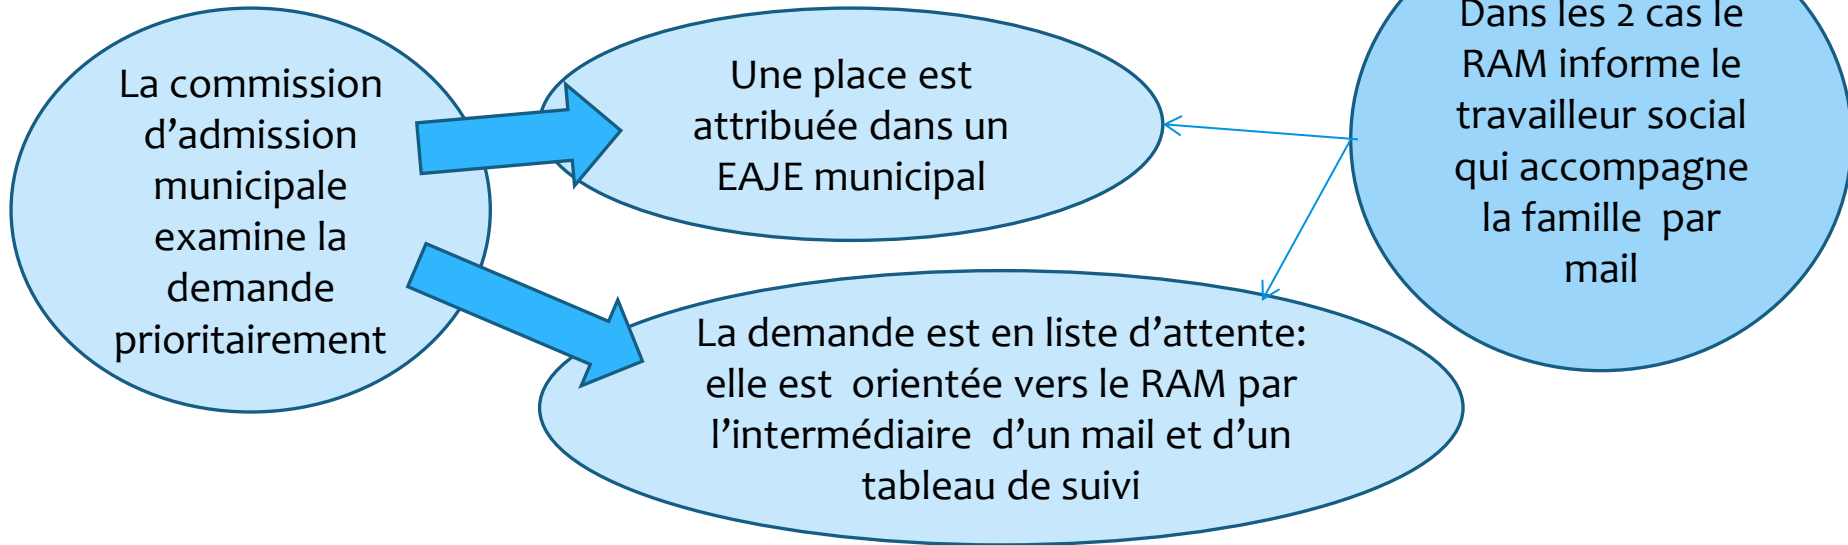 La commission
d’admission
municipale
examine la
demande
prioritairement
Une place est
attribuée dans un
EAJE municipal
La demande est en liste d’attente:
elle est orientée vers le RAM par
l’intermédiaire d’un mail et d’un
tableau de suivi
Dans les 2 cas le
RAM informe le
travailleur social
qui accompagne
la famille par
mail